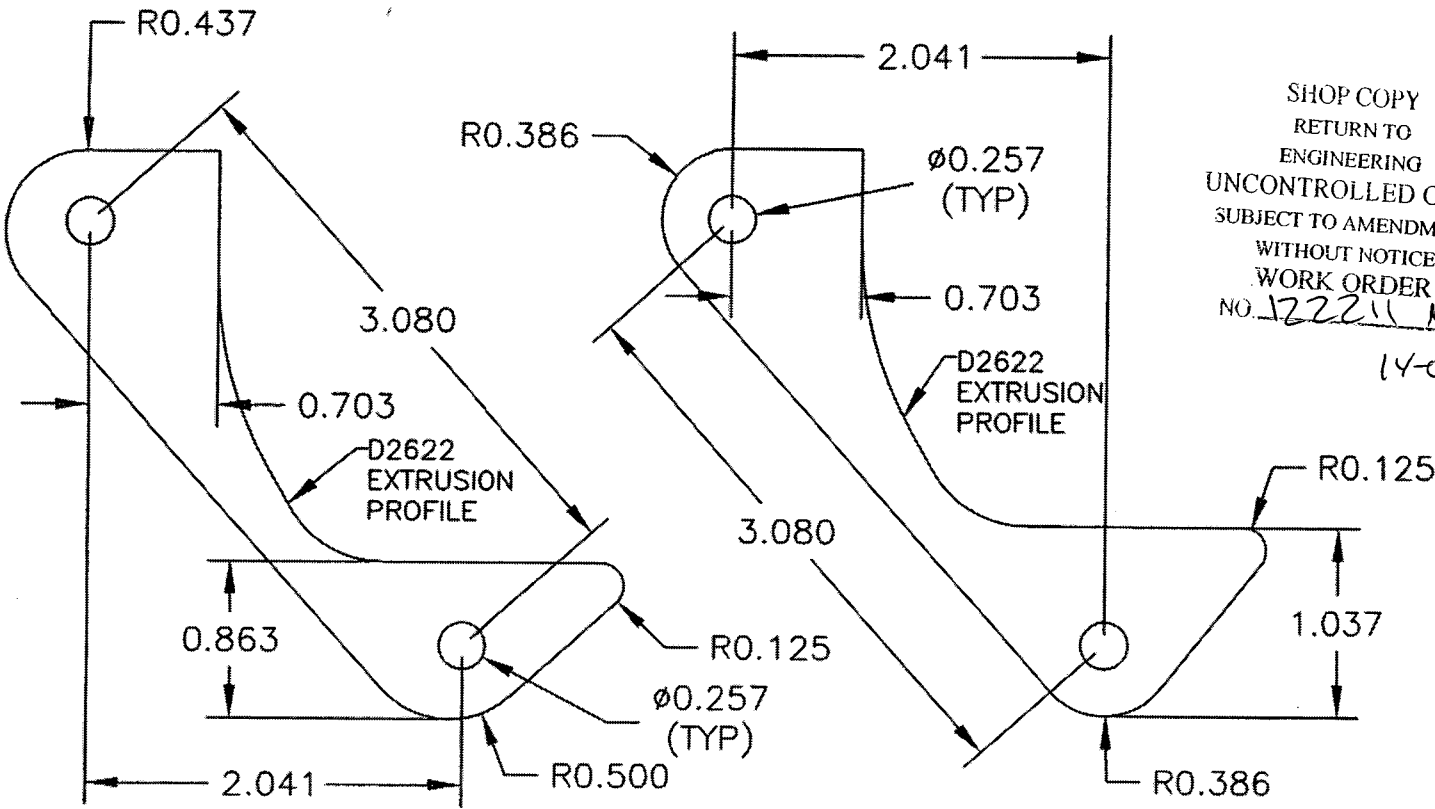 R0.437
3.080
0.703
D2622
EXTRUSION
PROFILE
0.863
R0.125
ø0.257
(TYP)
R0.500
2.041
2.041
R0.386
ø0.257
(TYP)
0.703
D2622
EXTRUSION
PROFILE
3.080
R0.125
1.037
R0.386
SHOP COPY
RETURN TO
ENGINEERING
UNCONTROLLED
SUBJECT TO
WITHOUT NOTICE
WORK ORDER
NO. 122211